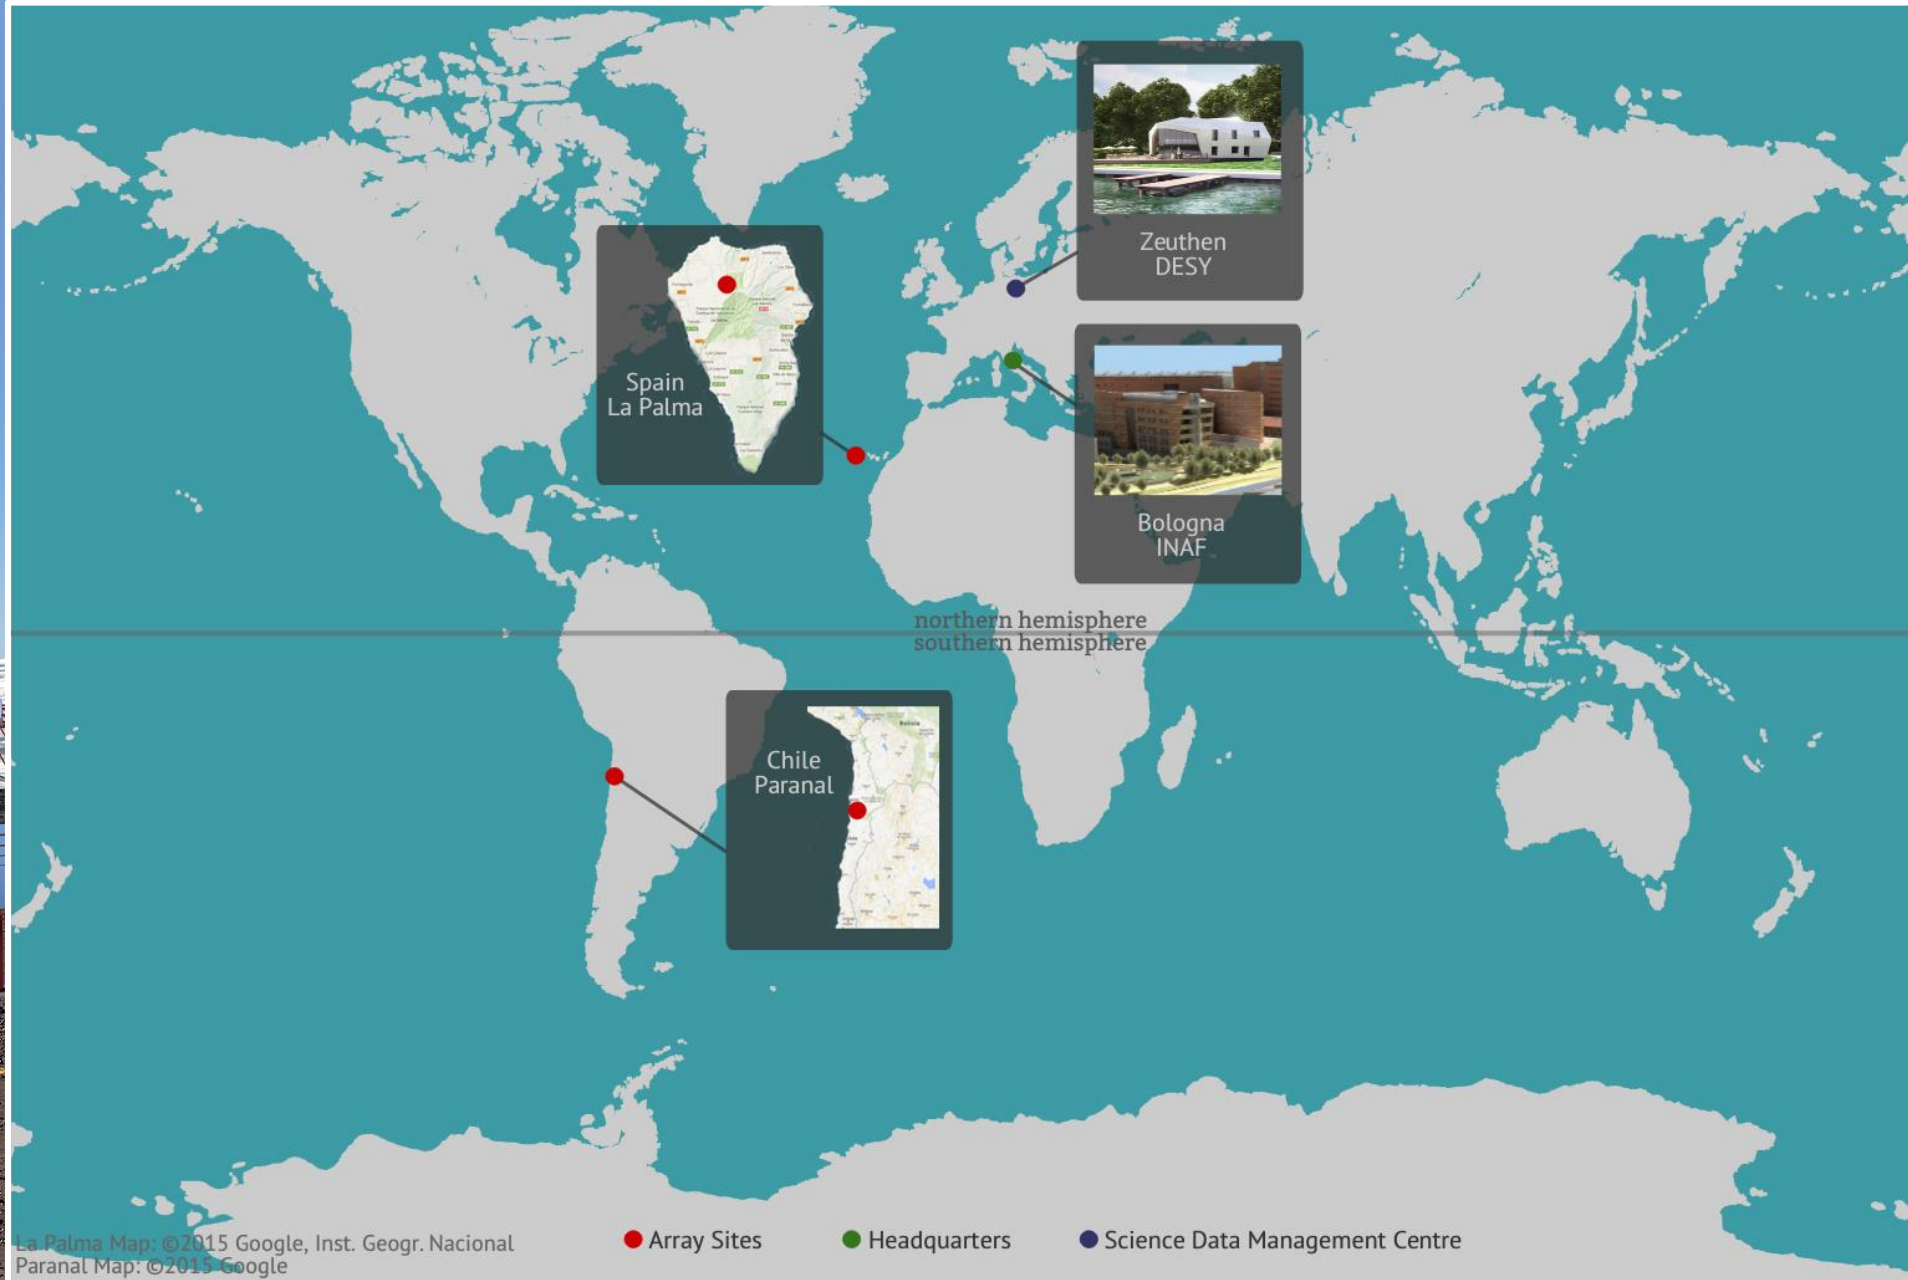 Zeuthen
DESY
Spain
La Palma
Bologna
INAF
northern hemisphere
southern hemisphere
Chile
Paranal
Bolivia
La Palma Map: ©2015 Google, Inst. Geogr. Nacional
Paranal Map: ©2015 Google
Array Sites
Headquarters
Science Data Management Centre